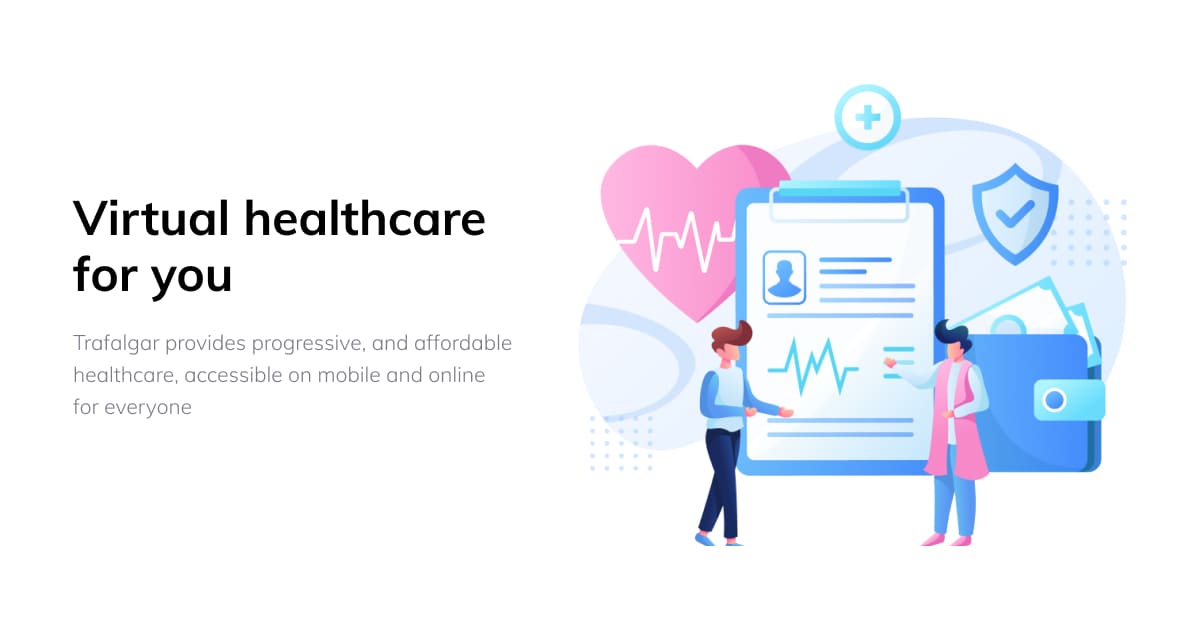 Virtual healthcare
for you
Trafalgar provides progressive, and affordable
healthcare, accessible on mobile and online
for everyone